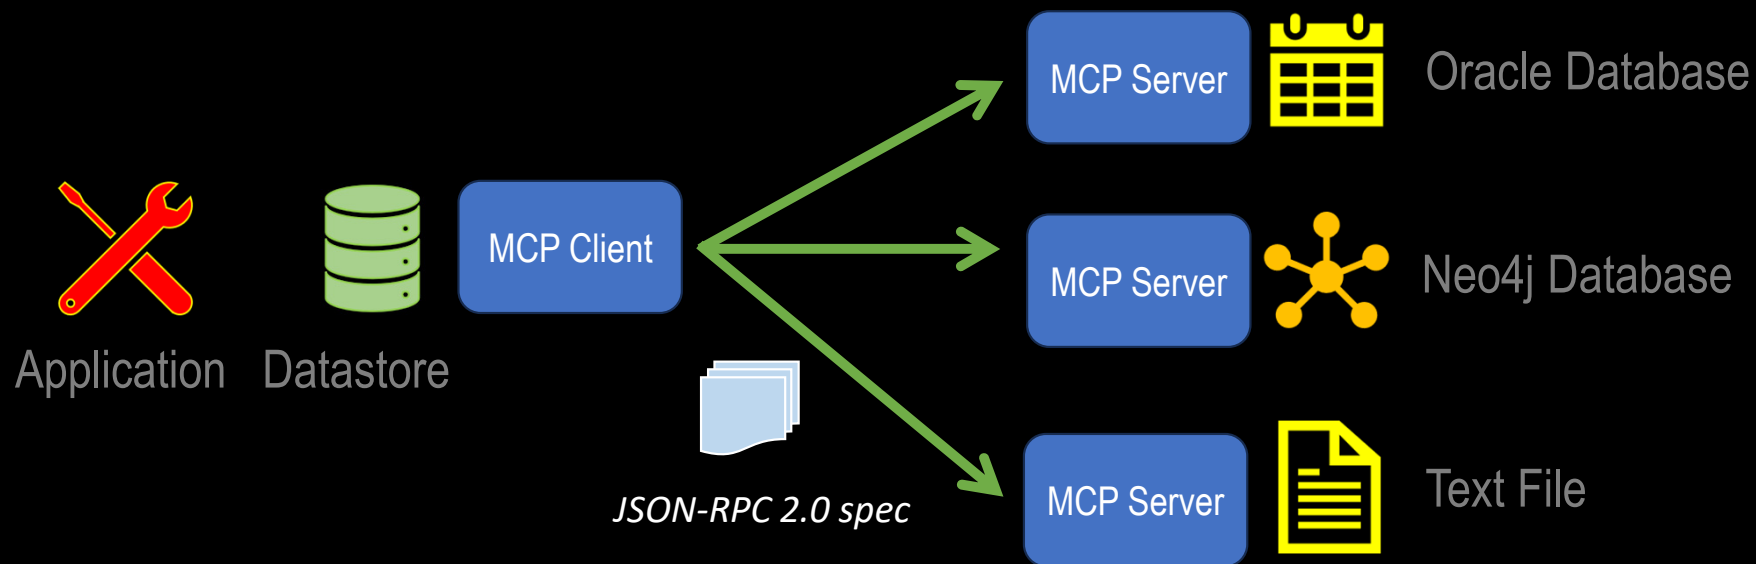 MCP Server
Oracle Database
MCP Client
MCP Server
Neo4j Database
Application
Datastore
JSON-RPC 2.0 spec
MCP Server
Text File